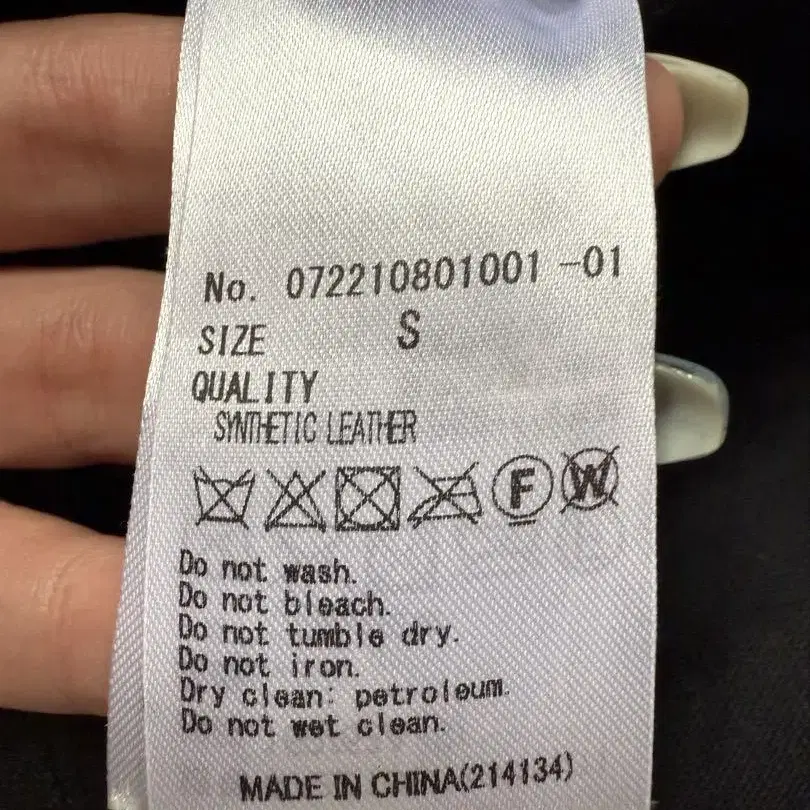 No. 072210801001 -01
SIZE S
QUALITY
SYNTHETIC LEATHER
F W
Do not wash.
Do not bleach.
Do not tumble dry.
Do not iron.
Dry clean: petroleum.
Do not wet clean.
MADE IN CHINA(214134)